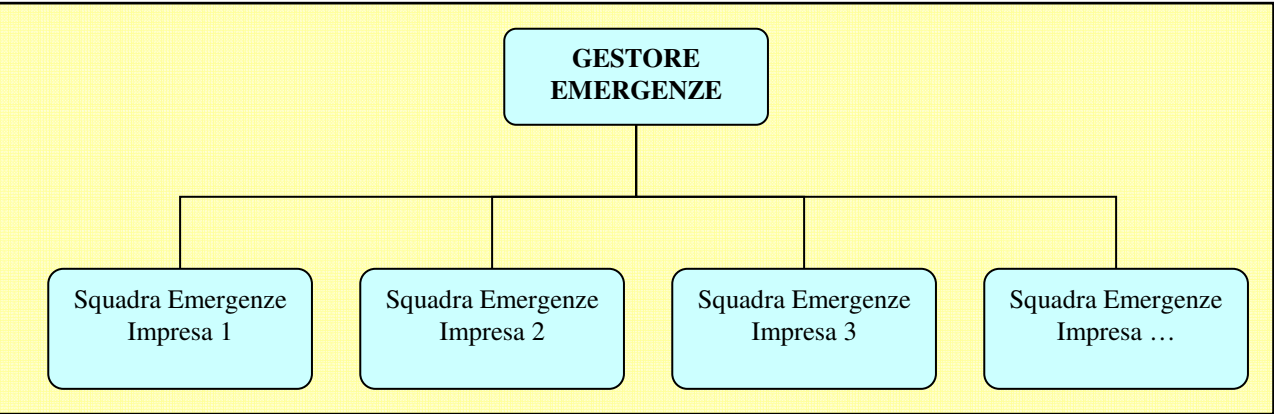 GESTORE
EMERGENZE
Squadra Emergenze
Impresa 1
Squadra Emergenze
Impresa 2
Squadra Emergenze
Impresa 3
Squadra Emergenze
Impresa …